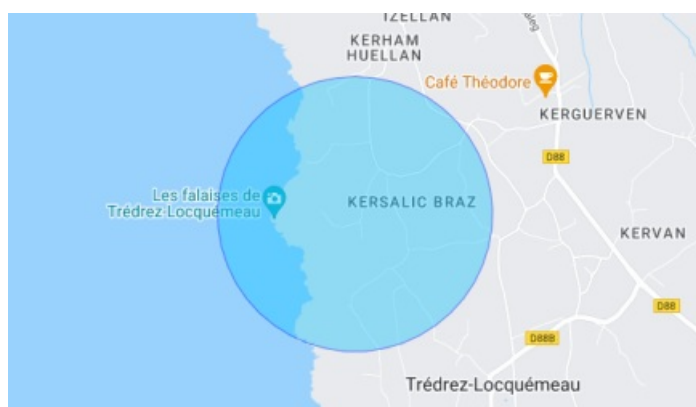 IZELLAN
KERHAM
HUELLAN
Café Théodore
KERGUERVEN
D88
Les falaises de
Trédrez-Locquémeau
KERSALIC BRAZ
KERVAN
D88
D88B
Trédrez-Locquémeau